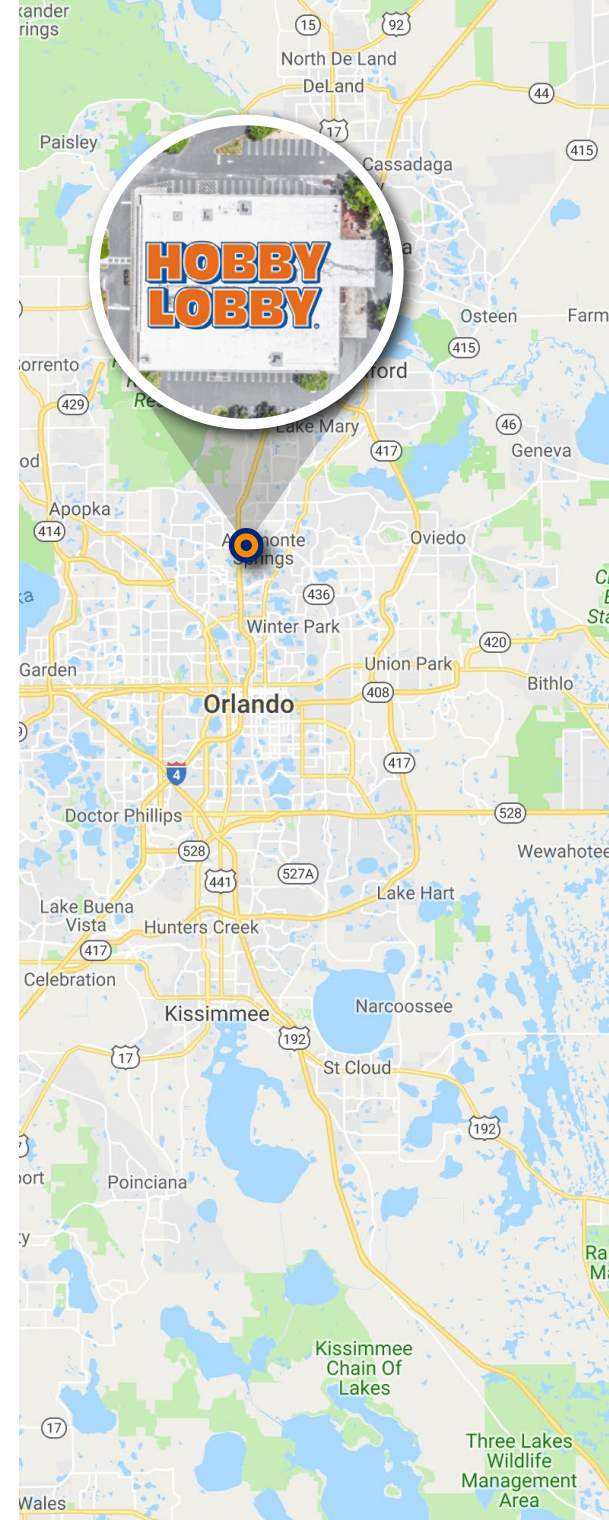 rings
15
92
North De Land
DeLand
44
17
415
Paisley
Cassadaga
HOBBY
LOBBY
Osteen
Farm
415
orrento
ford
429
Lake Mary
46
417
Geneva
Apopka
414
Springs
Oviedo
436
Winter Park
420
Garden
Union Park
Bithlo
408
Orlando
417
4
Doctor Phillips
528
528
Wewahotee
441
527A
Lake Hart
Lake Buena
Vista
Hunters Creek
417
Celebration
Kissimmee
Narcoossee
192
17
St Cloud
192
Poinciana
Kissimmee
Chain Of
Lakes
17
Three Lakes
Wildlife
Management
Area
Wales